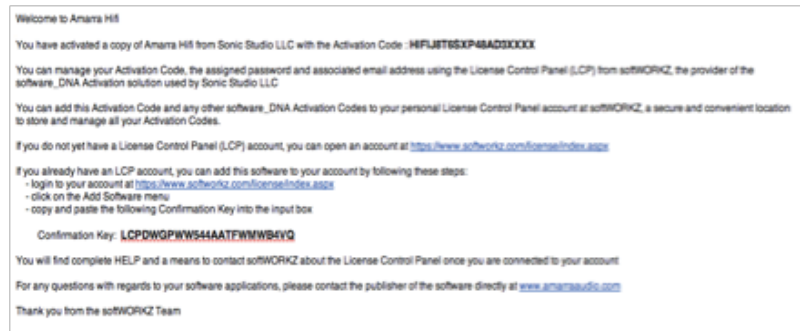 Welcome to Amarra Hifi
You have activated a copy of Amarra Hifi from Sonic Studio LLC with the Activation Code : HIFIJ8T6SXP48AD3XXXX
You can manage your Activation Code, the assigned password and associated email address using the License Control Panel (LCP) from softWORKZ, the provider of the
software_DNA Activation solution used by Sonic Studio LLC
You can add this Activation Code and any other software_DNA Activation Codes to your personal License Control Panel account at softWORKZ, a secure and convenient location
to store and manage all your Activation Codes.
If you do not yet have a License Control Panel (LCP) account, you can open an account at https://www.softworkz.com/license/index.aspx
If you already have an LCP account, you can add this software to your account by following these steps:
- login to your account at https://www.softworkz.com/license/index.aspx
- click on the Add Software menu
- copy and paste the following Confirmation Key into the input box
Confirmation Key: LCPDWGPWW544AATFWMWB4VQ
You will find complete HELP and a means to contact softWORKZ about the License Control Panel once you are connected to your account
For any questions with regards to your software applications, please contact the publisher of the software directly at www.amarraaudio.com
Thank you from the softWORKZ Team